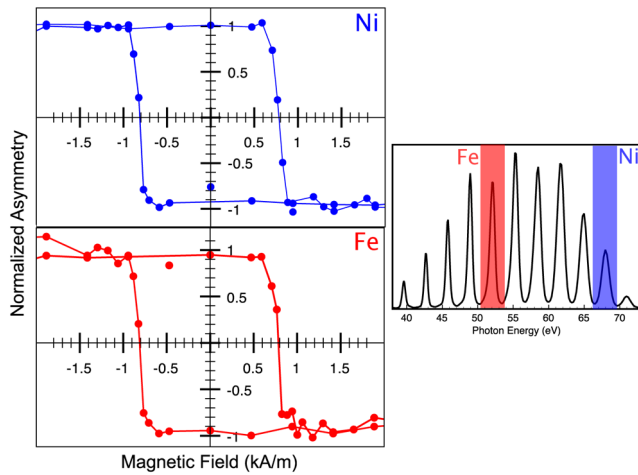 Ni
1
0.5
-1.5 -1 -0.5 0.5 1 1.5
-0.5
-1
Normalized Asymmetry
Fe
1
0.5
-1.5 -1 -0.5 0.5 1 1.5
-0.5
-1
Magnetic Field (kA/m)
Fe Ni
40 45 50 55 60 65 70
Photon Energy (eV)